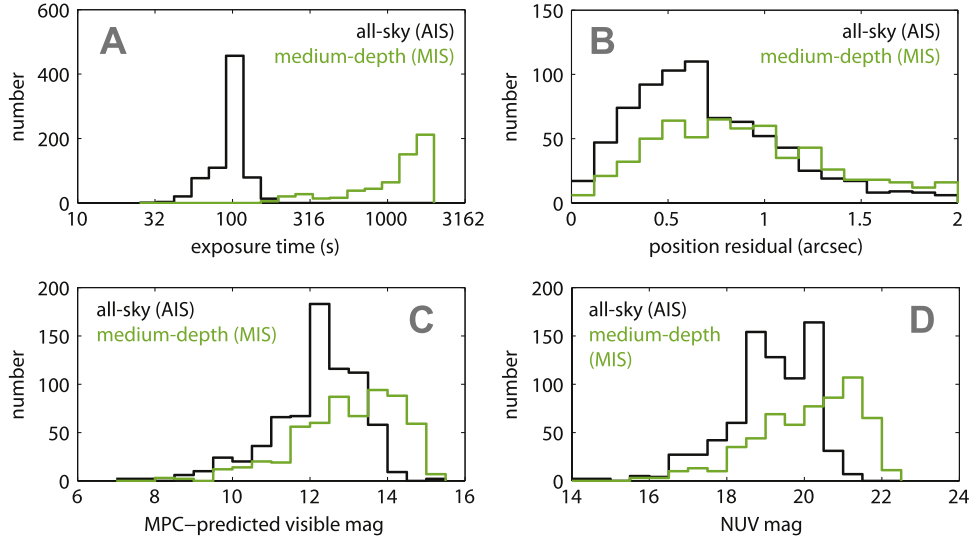 A
all-sky (AIS)
medium-depth (MIS)
number
600
400
200
0
10
32
100
316
1000
3162
exposure time (s)
B
all-sky (AIS)
medium-depth (MIS)
number
150
100
50
0
0
0.5
1
1.5
2
position residual (arcsec)
C
all-sky (AIS)
medium-depth (MIS)
number
200
150
100
50
0
6
8
10
12
14
16
MPC−predicted visible mag
D
all-sky (AIS)
medium-depth
(MIS)
number
200
150
100
50
0
14
16
18
20
22
24
NUV mag